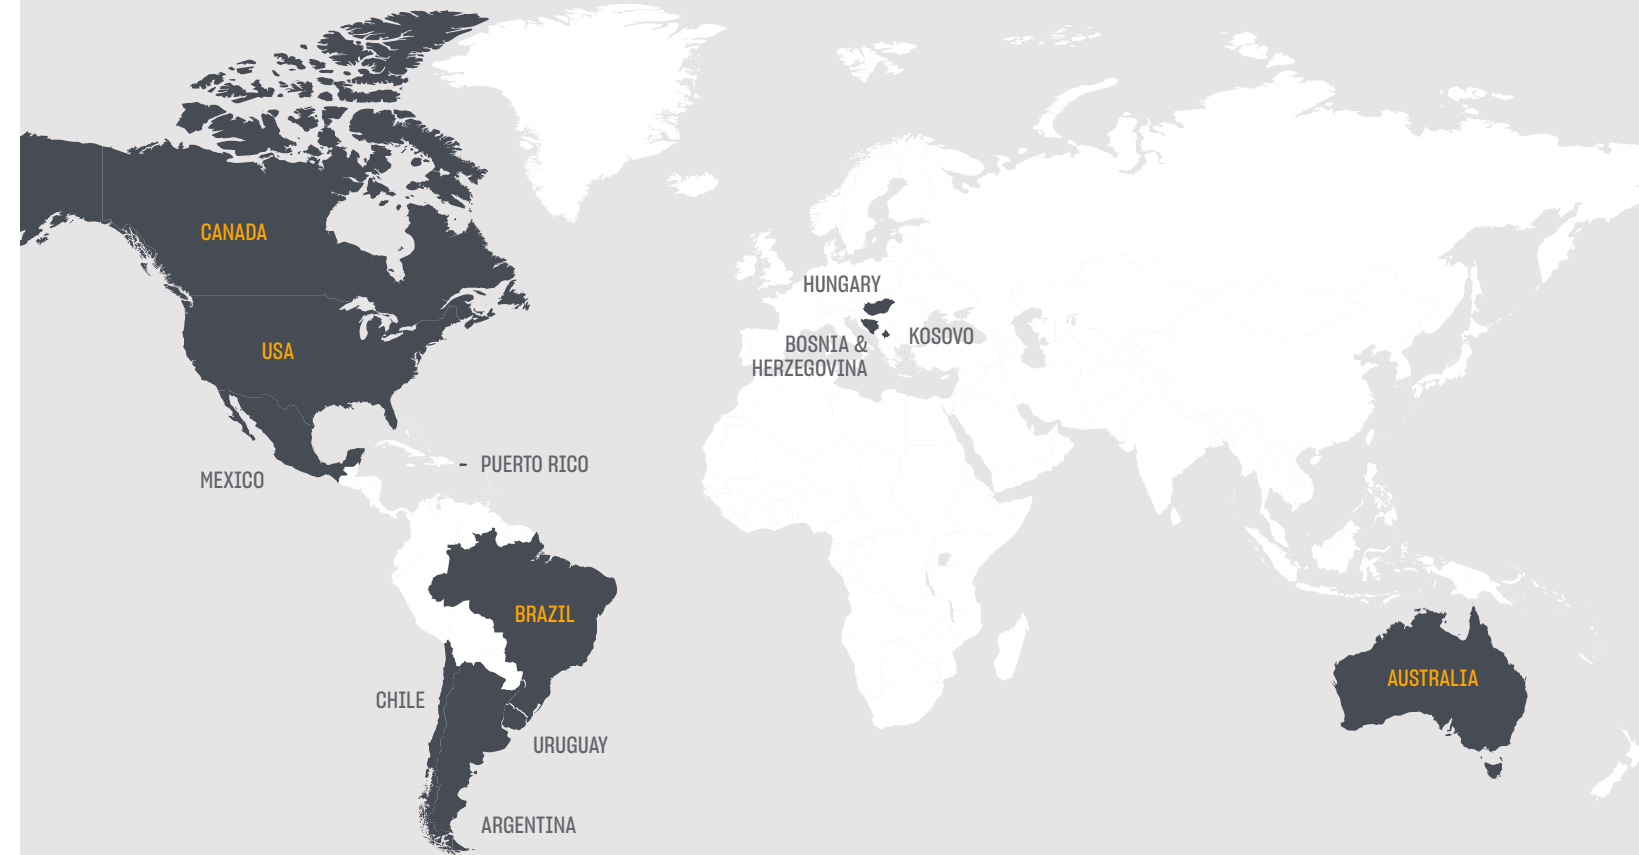 CANADA
HUNGARY
KOSOVO
BOSNIA &
HERZEGOVINA
USA
PUERTO RICO
MEXICO
BRAZIL
AUSTRALIA
CHILE
URUGUAY
ARGENTINA